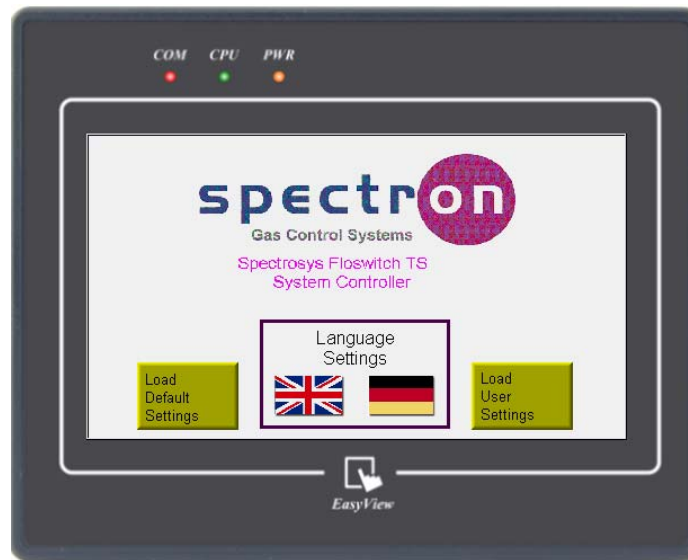 COM CPU PWR
spectron
Gas Control Systems
Spectrosys Floswitch TS
System Controller
Language
Settings
Load
Default
Settings
Load
User
Settings
EasyView